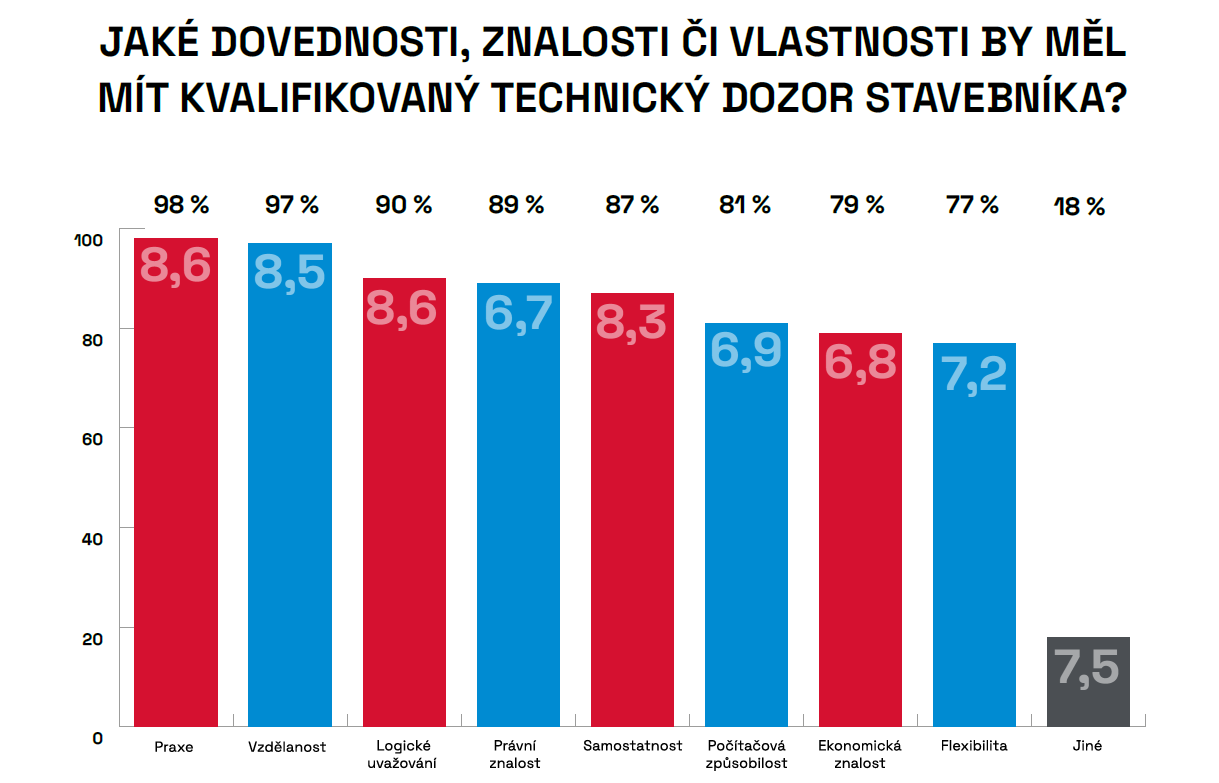 JAKÉ DOVEDNOSTI, ZNALOSTI ČI VLASTNOSTI BY MĚL
MÍT KVALIFIKOVANÝ TECHNICKÝ DOZOR STAVEBNÍKA?
98 % 97 % 90 % 89 % 87 % 81 % 79 % 77 % 18 %
100
80
60
40
20
0
8,6 8,5 8,6 6,7 8,3 6,9 6,8 7,2 7,5
Praxe
Vzdělanost
Logické
uvažování
Právní
znalost
Samostatnost
Počítačová
způsobilost
Ekonomická
znalost
Flexibilita
Jiné